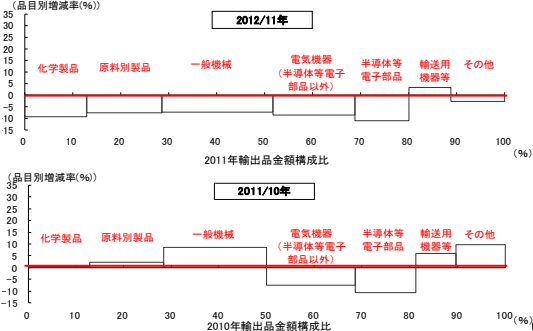 (品目別増減率(%))
2012/11年
35
30
25
20
15
10
5
0
-5
-10
-15
化学製品
原料別製品
一般機械
電気機器
(半導体等電子
部品以外)
半導体等
電子部品
輸送用
機器等
その他
0 10 20 30 40 50 60 70 80 90 100
(%)
2011年輸出品金額構成比
(品目別増減率(%))
2011/10年
35
30
25
20
15
10
5
0
-5
-10
-15
化学製品
原料別製品
一般機械
電気機器
(半導体等電子
部品以外)
半導体等
電子部品
輸送用
機器等
その他
0 10 20 30 40 50 60 70 80 90 100
(%)
2010年輸出品金額構成比